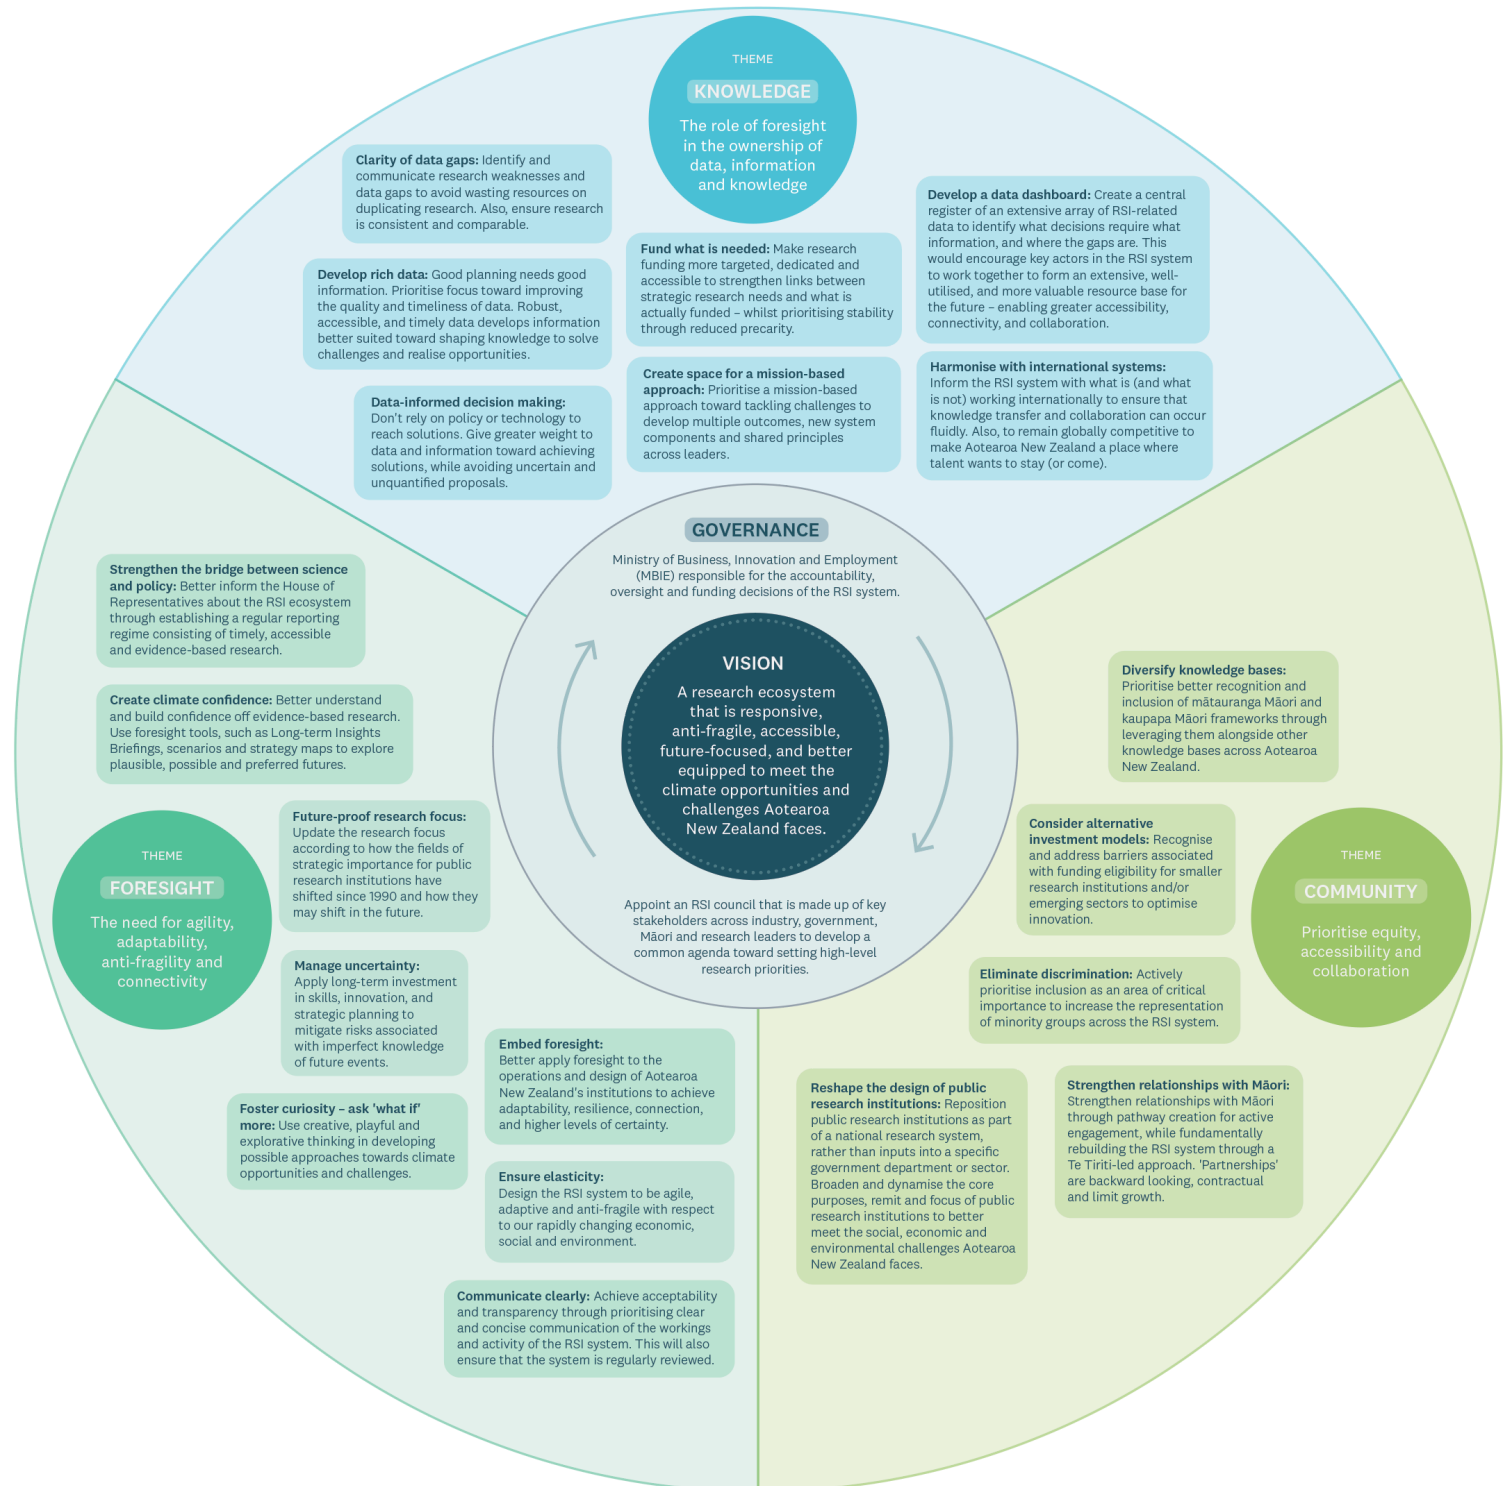 THEME
KNOWLEDGE
The role of foresight
in the ownership of
data, information
and knowledge
Clarity of data gaps: Identify and
communicate research weaknesses and
data gaps to avoid wasting resources on
duplicating research. Also, ensure research
is consistent and comparable.
Develop rich data: Good planning needs good
information. Prioritise focus toward improving
the quality and timeliness of data. Robust,
accessible, and timely data develops information
better suited toward shaping knowledge to solve
challenges and realise opportunities.
Data-informed decision making:
Don't rely on policy or technology to
reach solutions. Give greater weight to
data and information toward achieving
solutions, while avoiding uncertain and
unquantified proposals.
Fund what is needed: Make research
funding more targeted, dedicated and
accessible to strengthen links between
strategic research needs and what is
actually funded – whilst prioritising stability
through reduced precarity.
Create space for a mission-based
approach: Prioritise a mission-based
approach toward tackling challenges to
develop multiple outcomes, new system
components and shared principles
across leaders.
Develop a data dashboard: Create a central
register of an extensive array of RSI-related
data to identify what decisions require what
information, and where the gaps are. This
would encourage key actors in the RSI system
to work together to form an extensive, well-
utilised, and more valuable resource base for
the future – enabling greater accessibility,
connectivity, and collaboration.
Harmonise with international systems:
Inform the RSI system with what is (and what
is not) working internationally to ensure that
knowledge transfer and collaboration can occur
fluidly. Also, to remain globally competitive to
make Aotearoa New Zealand a place where
talent wants to stay (or come).
GOVERNANCE
Ministry of Business, Innovation and Employment
(MBIE) responsible for the accountability,
oversight and funding decisions of the RSI system.
VISION
A research ecosystem
that is responsive,
anti-fragile, accessible,
future-focused, and better
equipped to meet the
climate opportunities and
challenges Aotearoa
New Zealand faces.
Appoint an RSI council that is made up of key
stakeholders across industry, government,
Māori and research leaders to develop a
common agenda toward setting high-level
research priorities.
Strengthen the bridge between science
and policy: Better inform the House of
Representatives about the RSI ecosystem
through establishing a regular reporting
regime consisting of timely, accessible
and evidence-based research.
Create climate confidence: Better understand
and build confidence off evidence-based research.
Use foresight tools, such as Long-term Insights
Briefings, scenarios and strategy maps to explore
plausible, possible and preferred futures.
THEME
FORESIGHT
The need for agility,
adaptability,
anti-fragility and
connectivity
Future-proof research focus:
Update the research focus
according to how the fields of
strategic importance for public
research institutions have
shifted since 1990 and how they
may shift in the future.
Manage uncertainty:
Apply long-term investment
in skills, innovation, and
strategic planning to
mitigate risks associated
with imperfect knowledge
of future events.
Foster curiosity – ask 'what if'
more: Use creative, playful and
explorative thinking in developing
possible approaches towards climate
opportunities and challenges.
Embed foresight:
Better apply foresight to the
operations and design of Aotearoa
New Zealand's institutions to achieve
adaptability, resilience, connection,
and higher levels of certainty.
Ensure elasticity:
Design the RSI system to be agile,
adaptive and anti-fragile with respect
to our rapidly changing economic,
social and environment.
Communicate clearly: Achieve acceptability
and transparency through prioritising clear
and concise communication of the workings
and activity of the RSI system. This will also
ensure that the system is regularly reviewed.
Diversify knowledge bases:
Prioritise better recognition and
inclusion of mātauranga Māori and
kaupapa Māori frameworks through
leveraging them alongside other
knowledge bases across Aotearoa
New Zealand.
Consider alternative
investment models: Recognise
and address barriers associated
with funding eligibility for smaller
research institutions and/or
emerging sectors to optimise
innovation.
THEME
COMMUNITY
Prioritise equity,
accessibility and
collaboration
Eliminate discrimination: Actively
prioritise inclusion as an area of critical
importance to increase the representation
of minority groups across the RSI system.
Reshape the design of public
research institutions: Reposition
public research institutions as part
of a national research system,
rather than inputs into a specific
government department or sector.
Broaden and dynamise the core
purposes, remit and focus of public
research institutions to better
meet the social, economic and
environmental challenges Aotearoa
New Zealand faces.
Strengthen relationships with Māori:
Strengthen relationships with Māori
through pathway creation for active
engagement, while fundamentally
rebuilding the RSI system through a
Te Tiriti-led approach. 'Partnerships'
are backward looking, contractual
and limit growth.